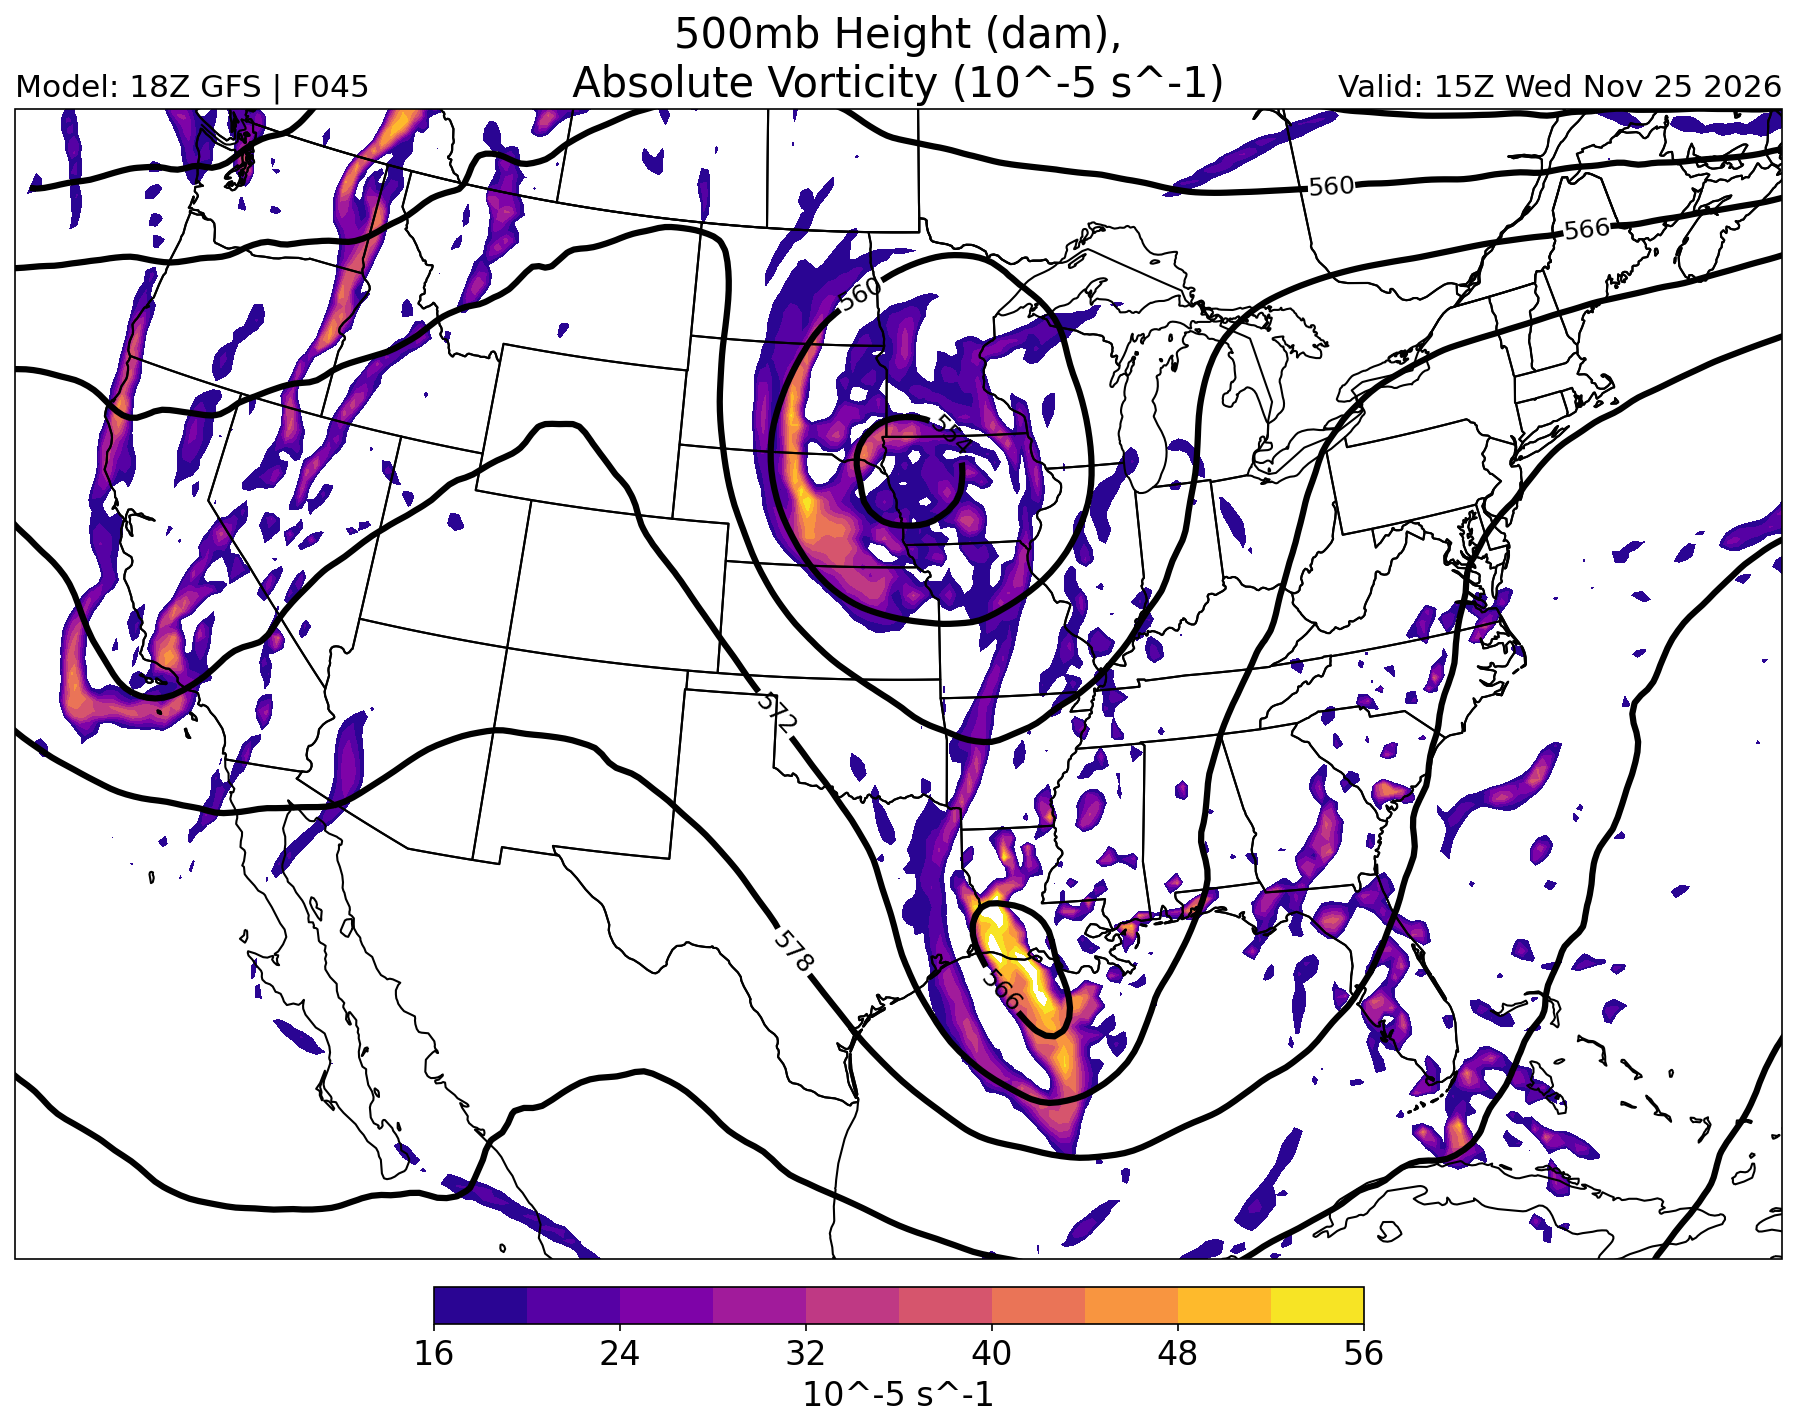 500mb Height (dam),
Model: 18Z GFS | F045
Absolute Vorticity (10^-5 s^-1)
Valid: 15Z Wed Nov 25 2026
560
566
560
554
572
578
566
16 24 32 40 48 56
10^-5 s^-1